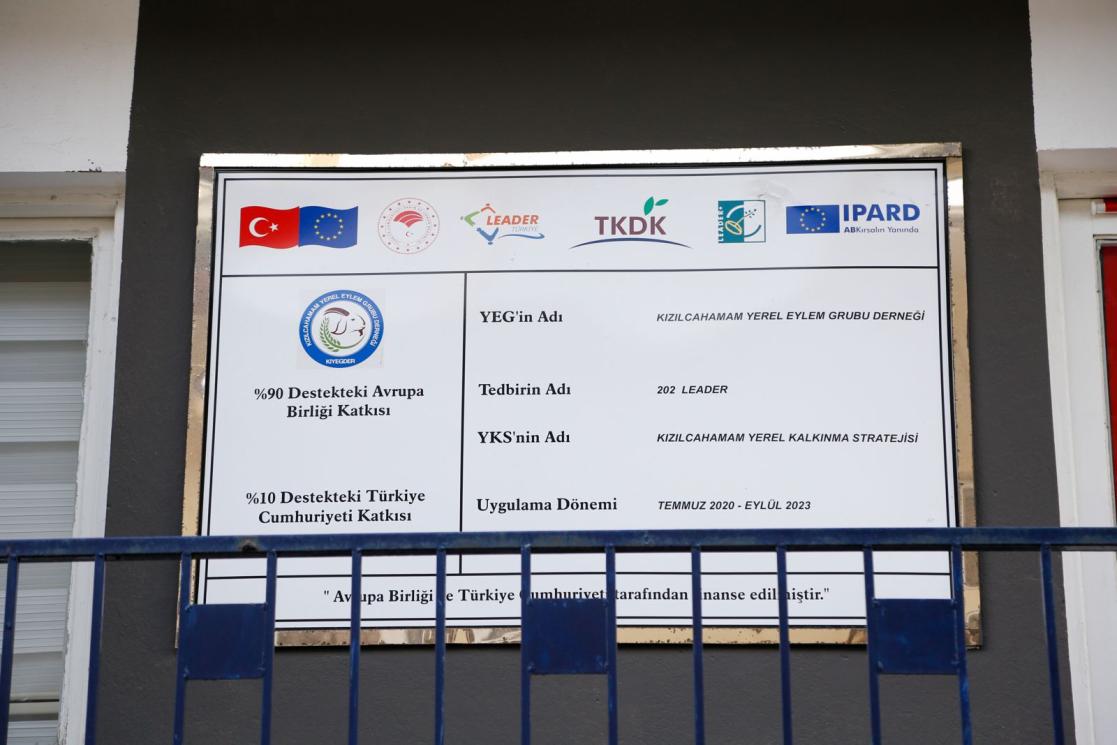 LEADER
TÜRKİYE
TKDK
LEADER+
IPARD
ABKırsalın Yanında
KIZILCAHAMAM YEREL EYLEM GRUBU DERNEĞİ
KIYEGDER
%90 Destekteki Avrupa
Birliği Katkısı
%10 Destekteki Türkiye
Cumhuriyeti Katkısı
YEG'in Adı KIZILCAHAMAM YEREL EYLEM GRUBU DERNEĞİ
Tedbirin Adı 202 LEADER
YKS'nin Adı KIZILCAHAMAM YEREL KALKINMA STRATEJİSİ
Uygulama Dönemi TEMMUZ 2020 - EYLÜL 2023
" Avrupa Birliği ve Türkiye Cumhuriyeti tarafından finanse edilmiştir."